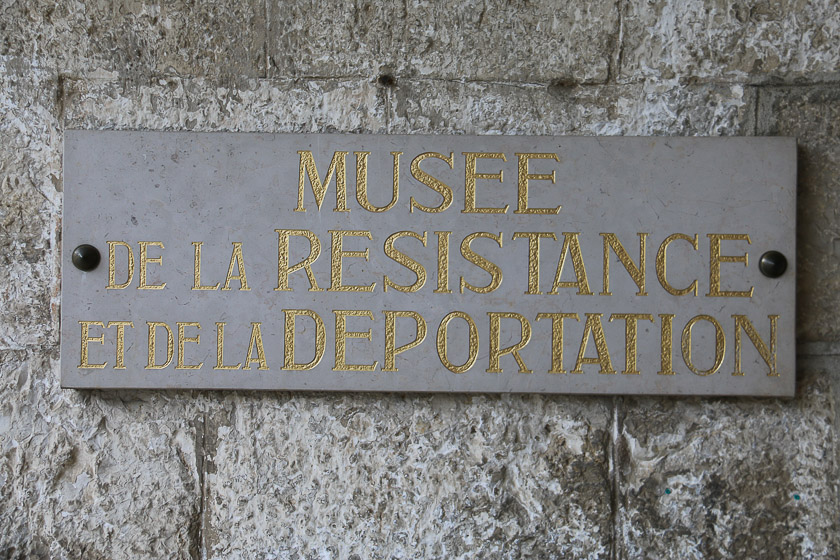 MUSEE
DE LA RESISTANCE
ET DE LA DEPORTATION